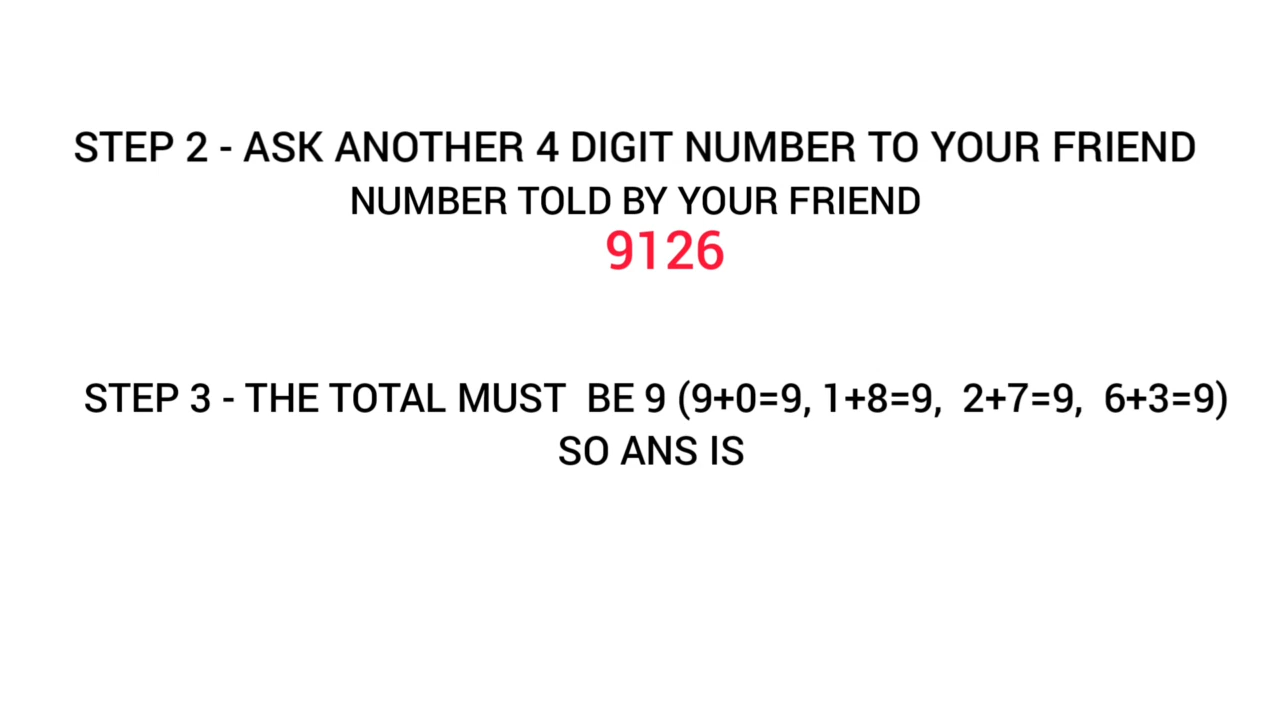 STEP 2 - ASK ANOTHER 4 DIGIT NUMBER TO YOUR FRIEND
NUMBER TOLD BY YOUR FRIEND
9126
STEP 3 - THE TOTAL MUST  BE 9 (9+0=9, 1+8=9,  2+7=9,  6+3=9)
SO ANS IS